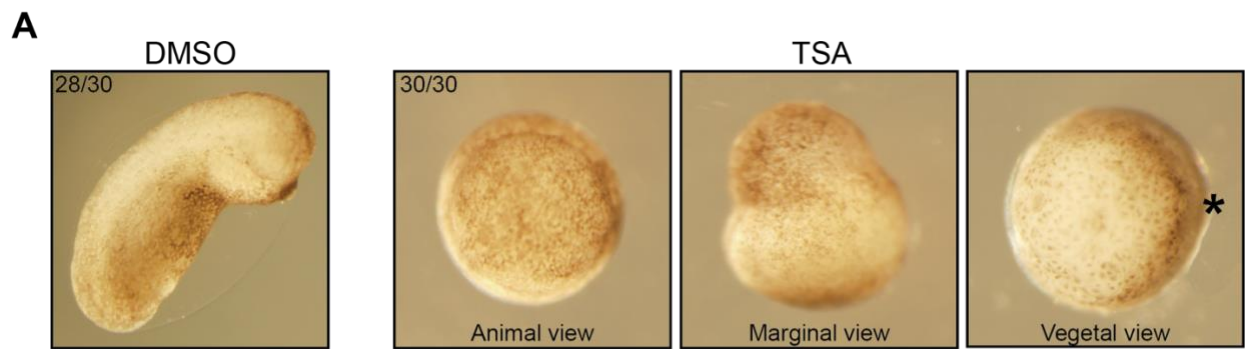 A
DMSO
TSA
28/30
30/30
Animal view
Marginal view
Vegetal view
*